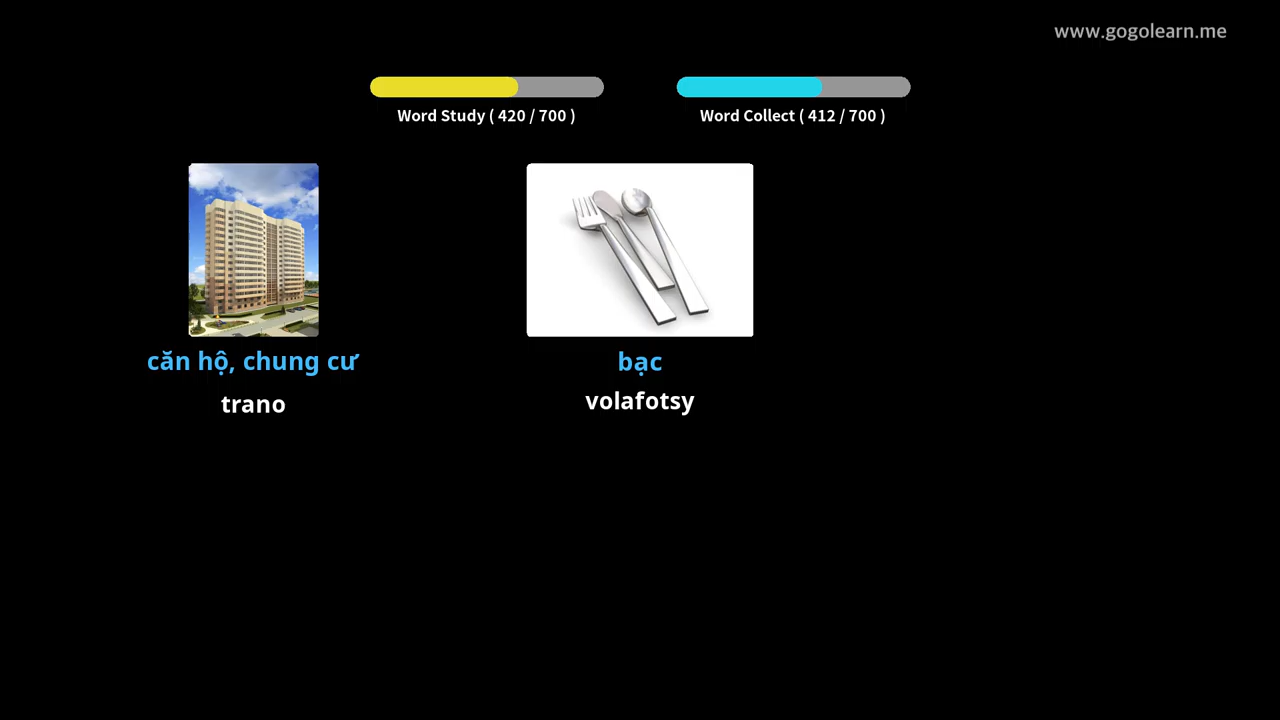 www.gogolearn.me
Word Study ( 420 / 700 )
Word Collect ( 412 / 700 )
căn hộ, chung cư
trano
bạc
volafotsy